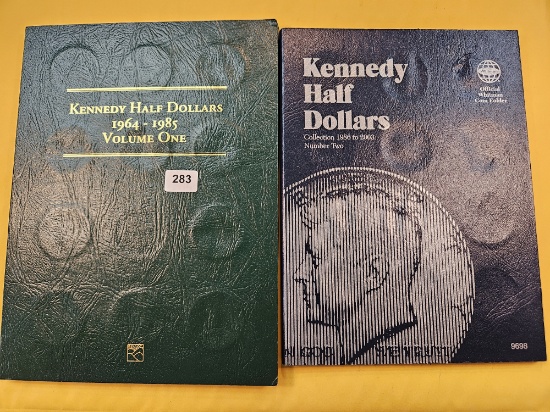 KENNEDY HALF DOLLARS
1964 - 1985
VOLUME ONE
283
Kennedy
Half
Dollars
Collection 1986 to 2003
Number Two
Official
Whitman
Coin Folder
9698